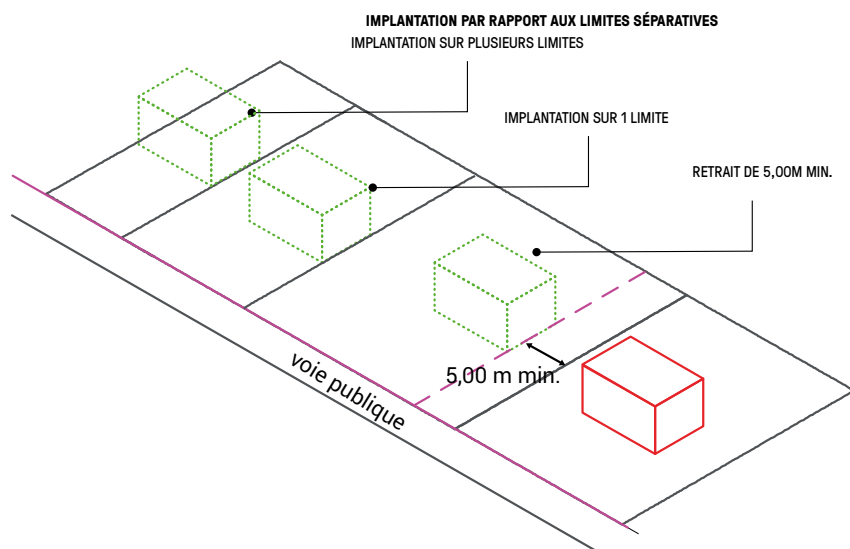 IMPLANTATION PAR RAPPORT AUX LIMITES SÉPARATIVES
IMPLANTATION SUR PLUSIEURS LIMITES
IMPLANTATION SUR 1 LIMITE
RETRAIT DE 5,00M MIN.
5,00 m min.
voie publique